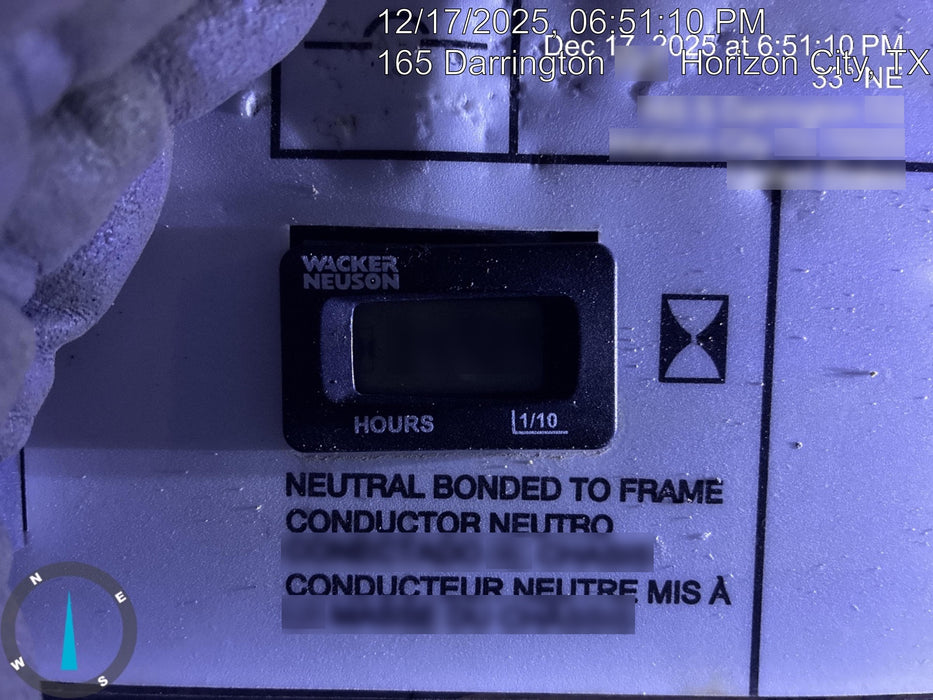 12/17/2025, 06:51:10 PM
Dec 17, 2025 at 6:51:10 PM
165 Darrington Horizon City, TX
33° NE
WACKER
NEUSON
HOURS 1/10
NEUTRAL BONDED TO FRAME
CONDUCTOR NEUTRO
CONDUCTEUR NEUTRE MIS À
N
E
W
S